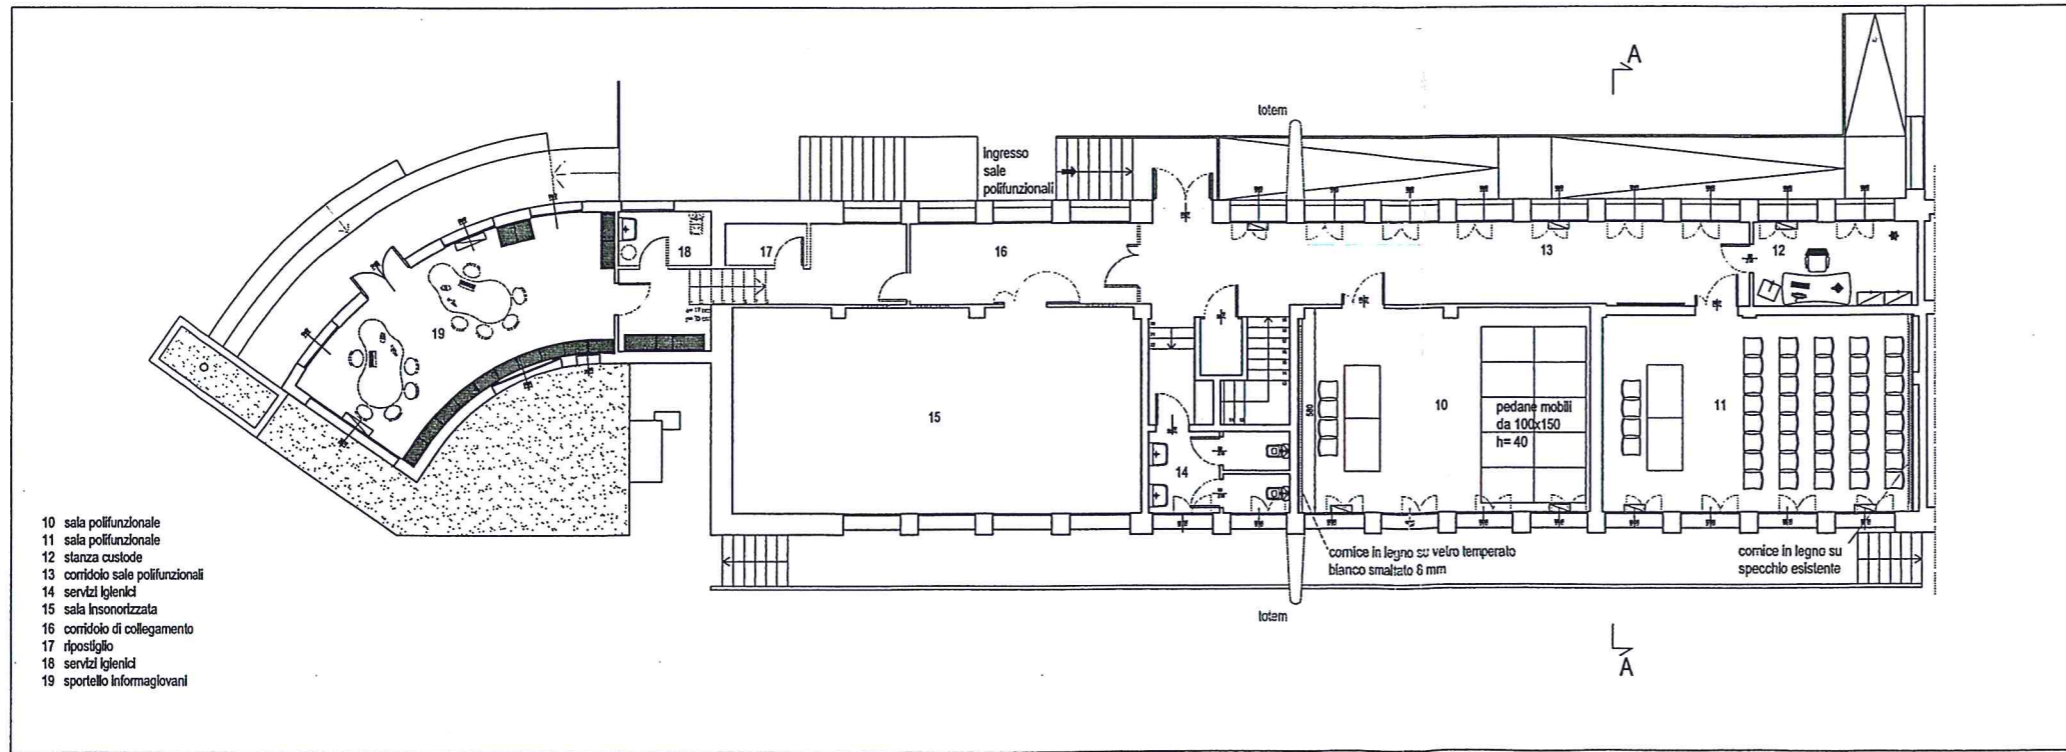 A
totem
ingresso
sale
polifunzionali
18
17
16
13
12
19
15
10
pedane mobili
da 100x150
h= 40
11
580
14
10 sala polifunzionale
11 sala polifunzionale
12 stanza custode
13 corridoio sale polifunzionali
14 servizi igienici
15 sala insonorizzata
16 corridoio di collegamento
17 ripostiglio
18 servizi igienici
19 sportello informagiovani
cornice in legno su vetro temperato
bianco smaltato 6 mm
cornice in legno su
specchio esistente
totem
A